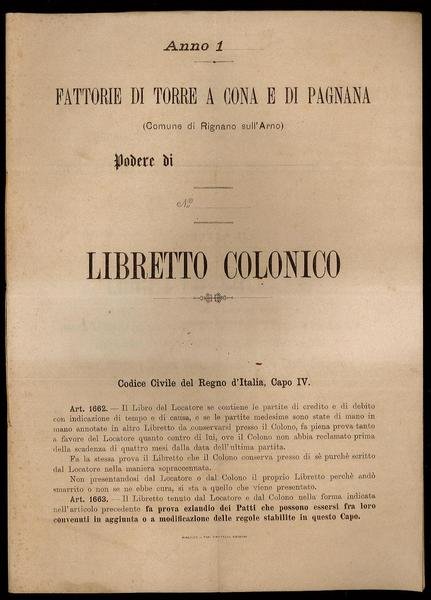 Anno 1
FATTORIE DI TORRE A CONA E DI PAGNANA
(Comune di Rignano sull'Arno)
Podere di
N.o
LIBRETTO COLONICO
Codice Civile del Regno d'Italia, Capo IV.
Art. 1662. — Il Libro del Locatore se contiene le partite di credito e di debito
con indicazione di tempo e di causa, e se le partite medesime sono state di mano in
mano annotate in altro Libretto da conservarsi presso il Colono, fa piena prova tanto
a favore del Locatore quanto contro di lui, ove il Colono non abbia reclamato prima
della scadenza di quattro mesi dalla data dell'ultima partita.
Fa la stessa prova il Libretto che il Colono conserva presso di sè purchè scritto
dal Locatore nella maniera sopraccennata.
Non presentandosi dal Locatore o dal Colono il proprio Libretto perchè andò
smarrito o non se ne ebbe cura, si sta a quello che viene presentato.
Art. 1663. — Il Libretto tenuto dal Locatore e dal Colono nella forma indicata
nell'articolo precedente fa prova eziandio dei Patti che possono essersi fra loro
convenuti in aggiunta o a modificazione delle regole stabilite in questo Capo.